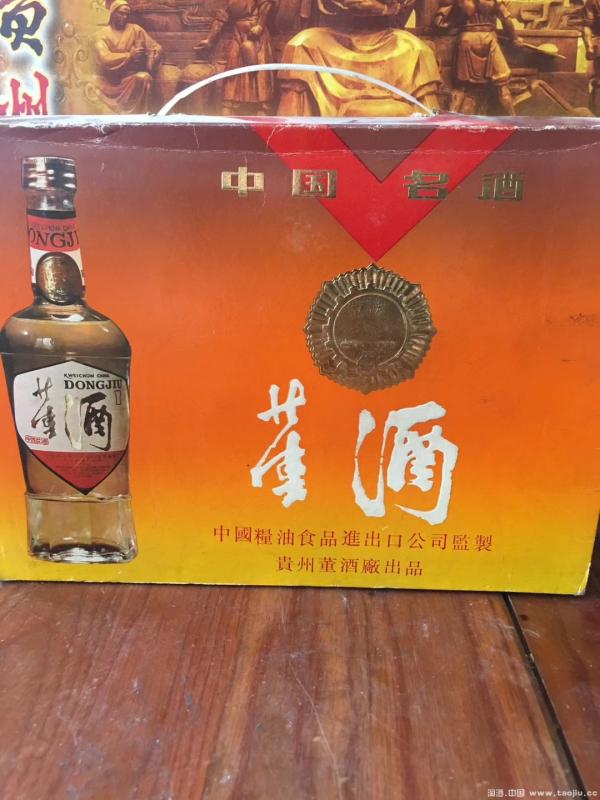 貴
州
中国名酒
DONGJIU
KWEICHOW CHINA
DONGJIU
董酒
董酒
中國糧油食品進出口公司監製
貴州董酒廠出品
淘酒.中国 www.taojiu.cc